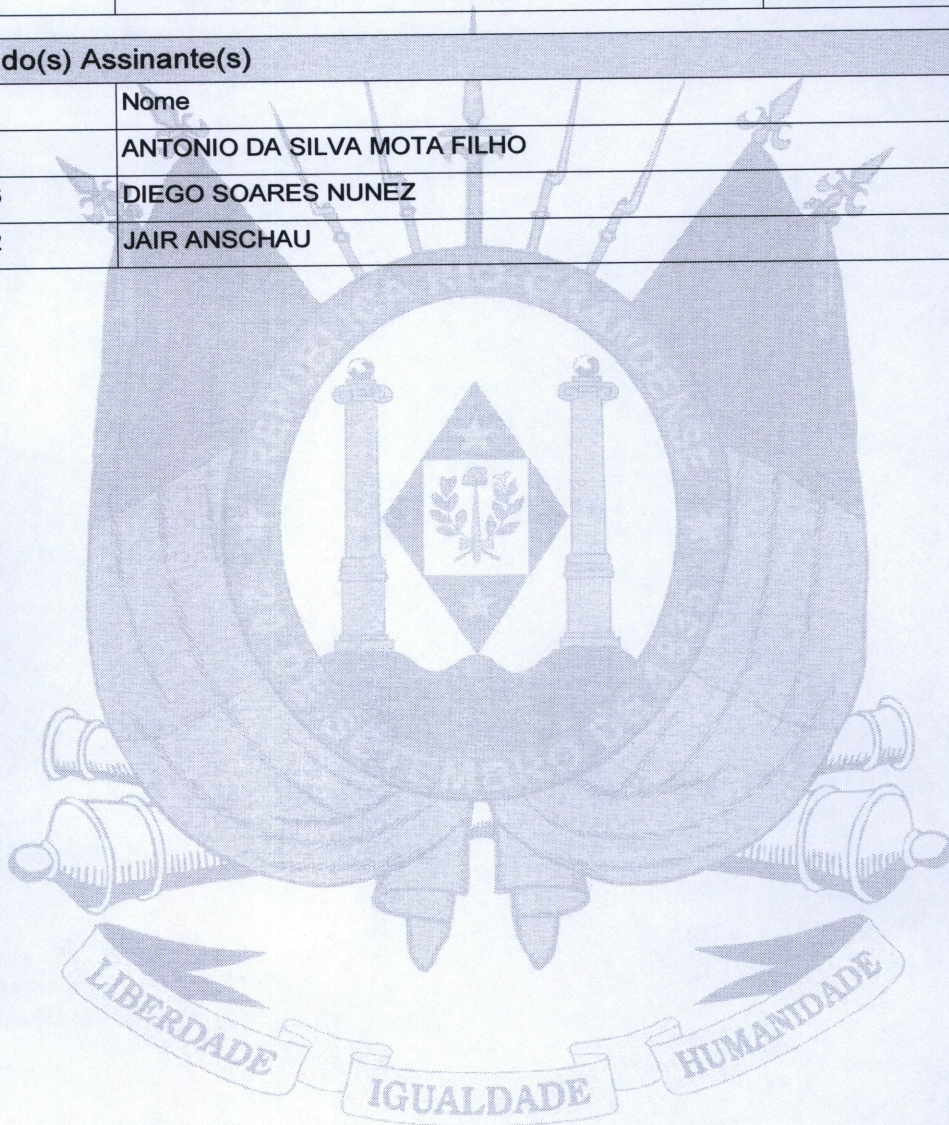 do(s) Assinante(s)
Nome
ANTONIO DA SILVA MOTA FILHO
DIEGO SOARES NUNEZ
JAIR ANSCHAU
LIBERDADE
IGUALDADE
HUMANIDADE